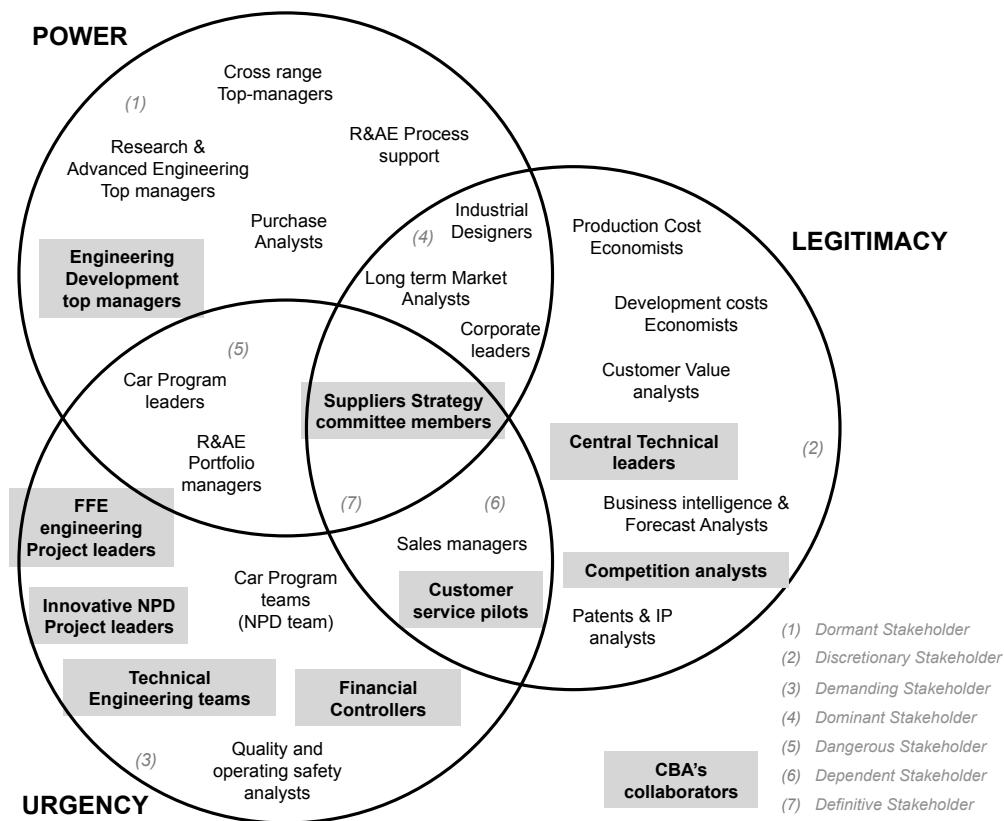 POWER
(1)
Cross range
Top-managers
Research &
Advanced Engineering
Top managers
R&AE Process
support
Purchase
Analysts
Engineering
Development
top managers
Industrial
Designers
(4)
Long term Market
Analysts
Corporate
leaders
LEGITIMACY
Production Cost
Economists
Development costs
Economists
Customer Value
analysts
Central Technical
leaders
(2)
Business intelligence &
Forecast Analysts
Competition analysts
Patents & IP
analysts
(5)
Car Program
leaders
R&AE
Portfolio
managers
Suppliers Strategy
committee members
(7)
(6)
Sales managers
Customer
service pilots
FFE
engineering
Project leaders
Innovative NPD
Project leaders
Car Program
teams
(NPD team)
Technical
Engineering teams
Financial
Controllers
(3)
Quality and
operating safety
analysts
URGENCY
CBA's
collaborators
(1) Dormant Stakeholder
(2) Discretionary Stakeholder
(3) Demanding Stakeholder
(4) Dominant Stakeholder
(5) Dangerous Stakeholder
(6) Dependent Stakeholder
(7) Definitive Stakeholder